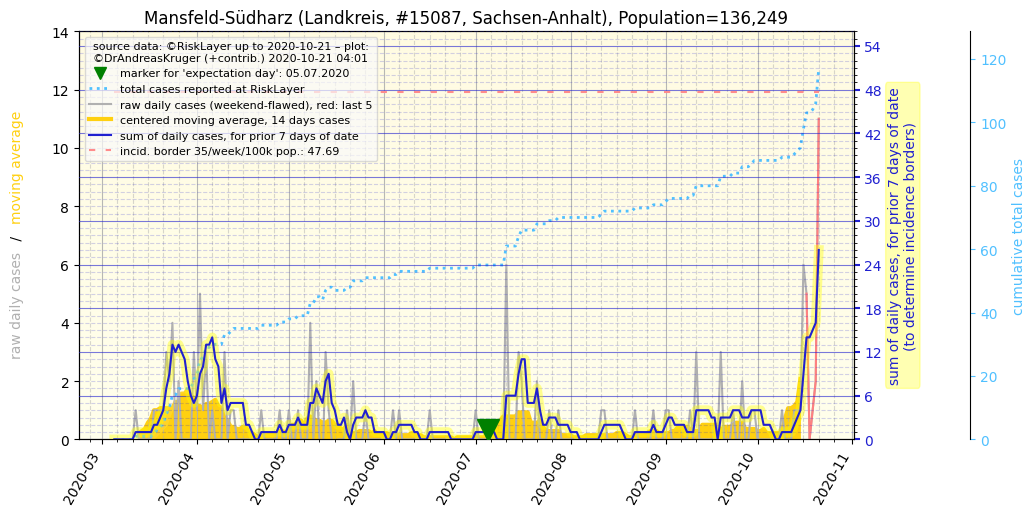 Mansfeld-Südharz (Landkreis, #15087, Sachsen-Anhalt), Population=136,249
source data: ©RiskLayer up to 2020-10-21 – plot:
©DrAndreasKruger (+contrib.) 2020-10-21 04:01
marker for 'expectation day': 05.07.2020
total cases reported at RiskLayer
raw daily cases (weekend-flawed), red: last 5
centered moving average, 14 days cases
sum of daily cases, for prior 7 days of date
incid. border 35/week/100k pop.: 47.69
raw daily cases / moving average
14
12
10
8
6
4
2
0
54
48
42
36
30
24
18
12
6
0
sum of daily cases, for prior 7 days of date
(to determine incidence borders)
120
100
80
60
40
20
0
cumulative total cases
2020-03
2020-04
2020-05
2020-06
2020-07
2020-08
2020-09
2020-10
2020-11